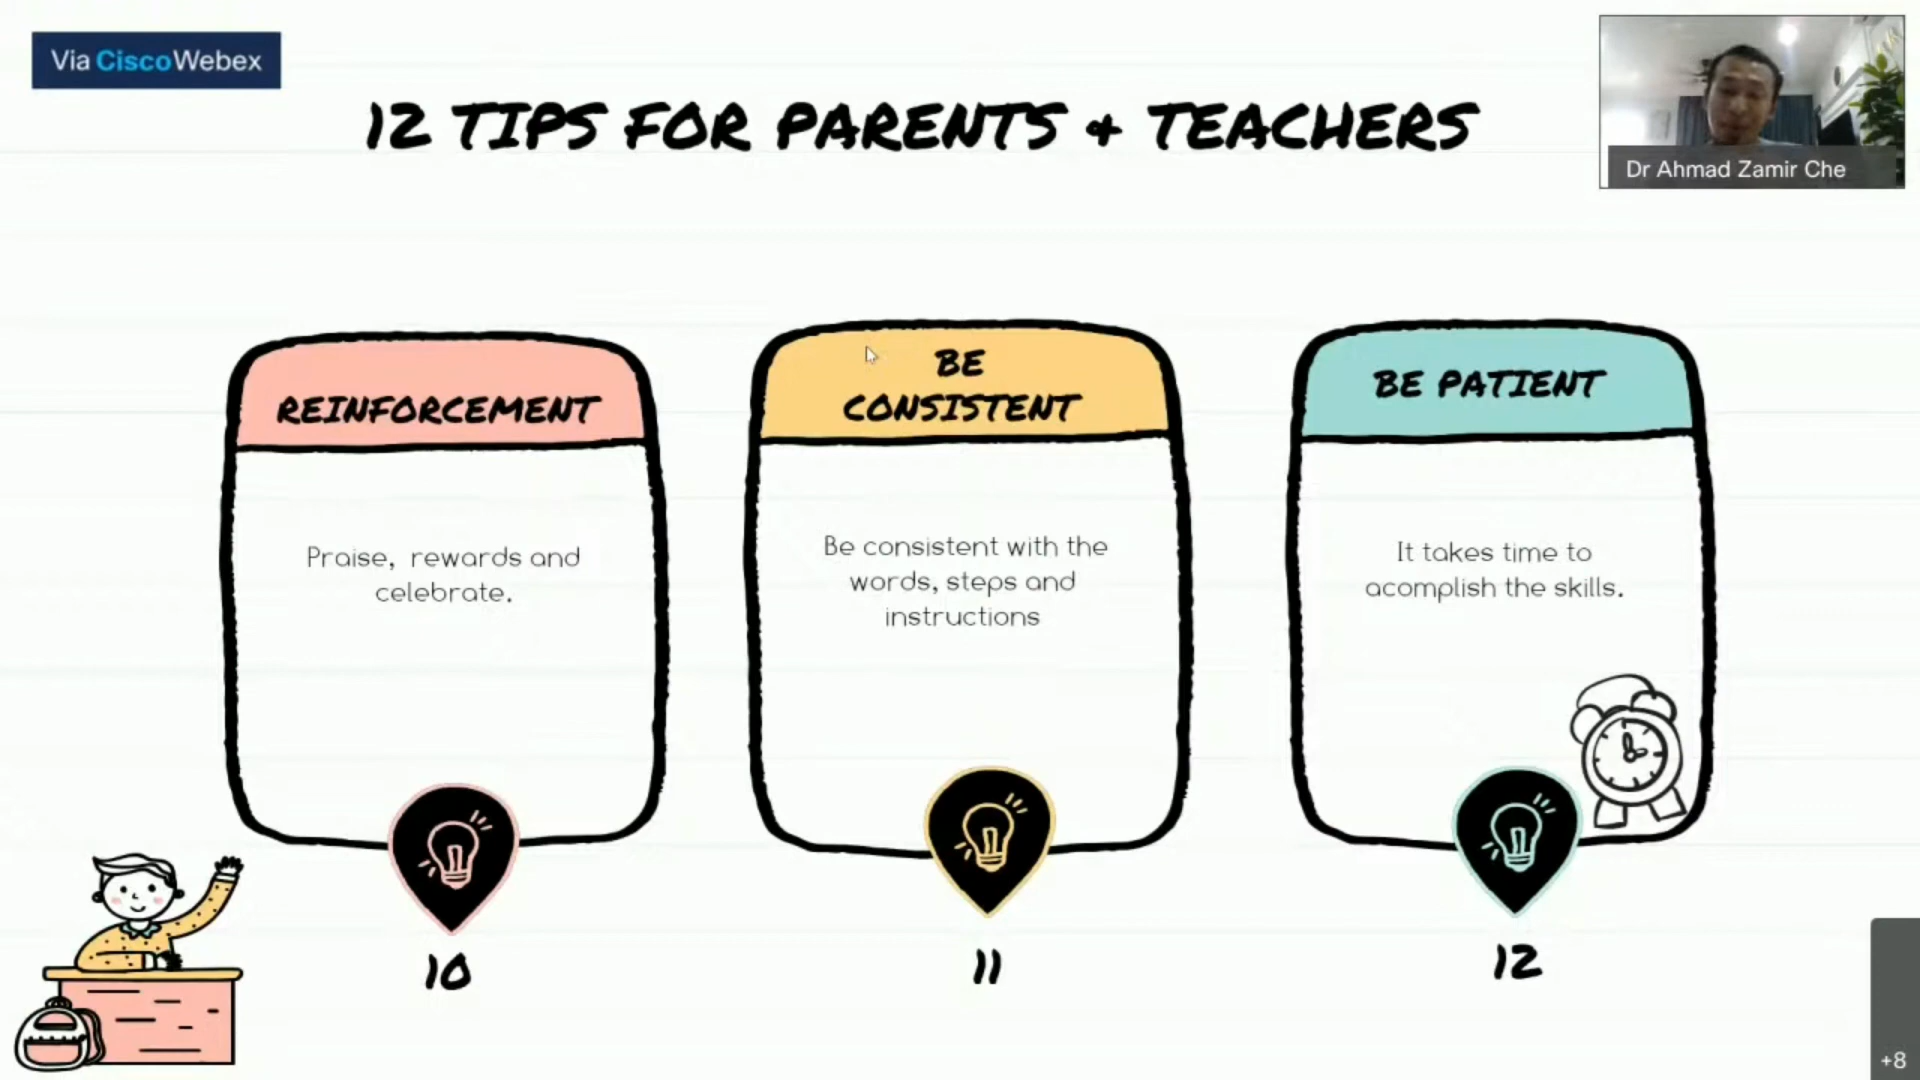 Via Cisco Webex
12 TIPS FOR PARENTS & TEACHERS
Dr Ahmad Zamir Che
REINFORCEMENT
Praise, rewards and
celebrate.
10
BE
CONSISTENT
Be consistent with the
words, steps and
instructions
11
BE PATIENT
It takes time to
acomplish the skills.
12
+8